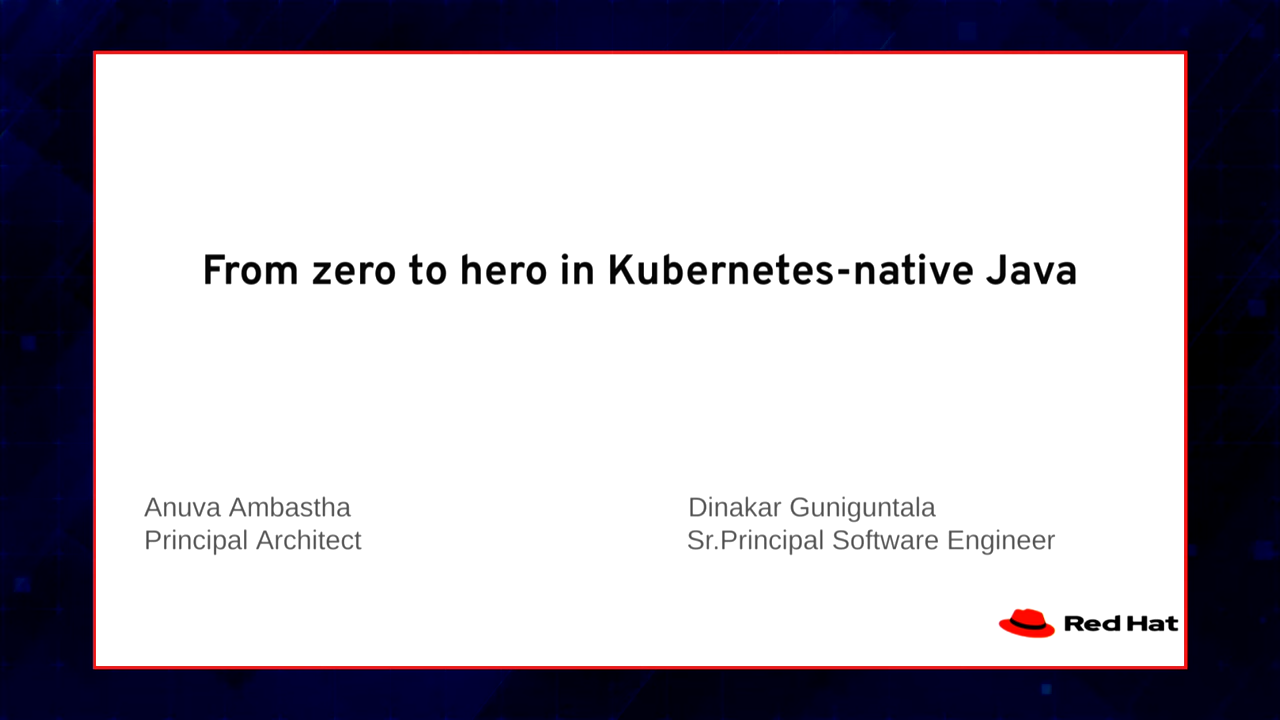 From zero to hero in Kubernetes-native Java
Anuva Ambastha
Principal Architect
Dinakar Guniguntala
Sr.Principal Software Engineer
Red Hat